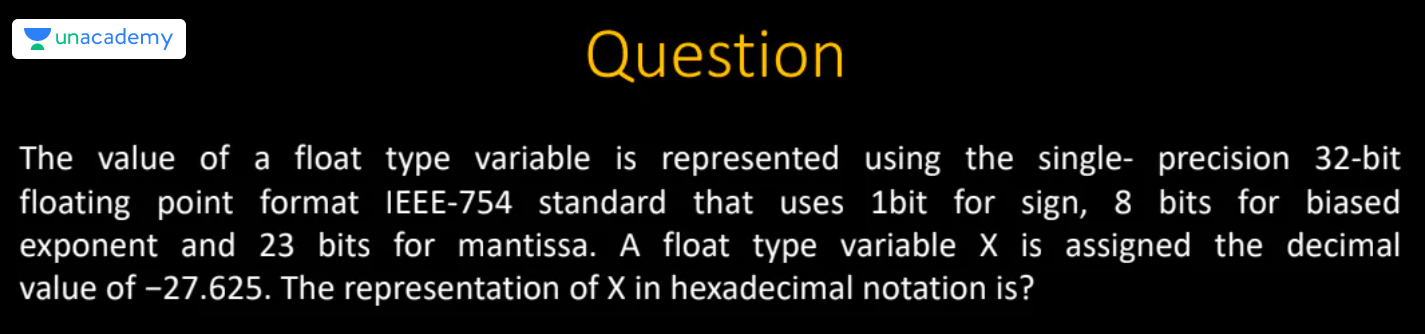 unacademy
Question
The value of a float type variable is represented using the single- precision 32-bit
floating point format IEEE-754 standard that uses 1bit for sign, 8 bits for biased
exponent and 23 bits for mantissa. A float type variable X is assigned the decimal
value of −27.625. The representation of X in hexadecimal notation is?